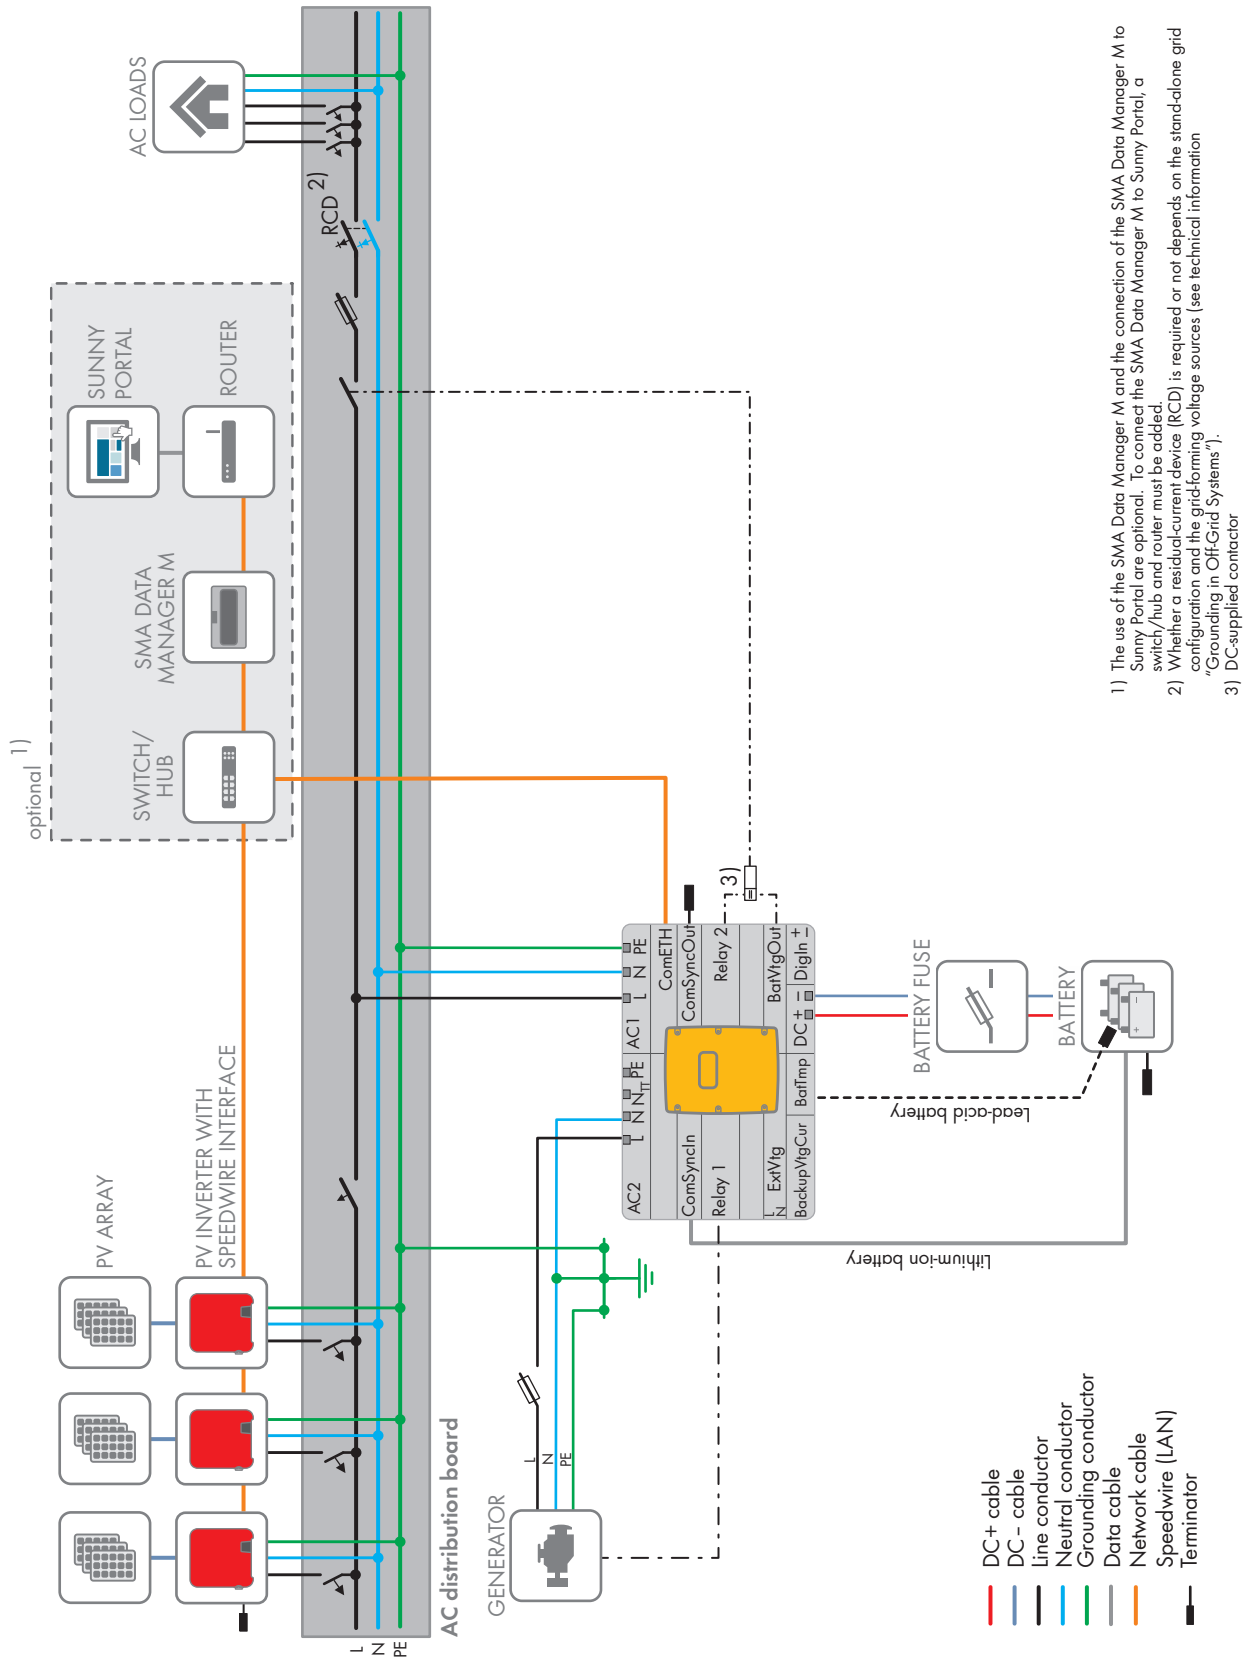 optional 1)
SUNNY
PORTAL
ROUTER
SMA DATA
MANAGER M
SWITCH/
HUB
AC LOADS
RCD 2)
PV ARRAY
PV INVERTER WITH
SPEEDWIRE INTERFACE
L
N
PE
AC distribution board
GENERATOR
L
N
PE
AC2
L
N
NTT
PE
AC1
L
N
PE
ComETH
ComSyncIn
ComSyncOut
Relay 1
Relay 2
3)
L
N
ExtVtg
BatVtgOut
BackupVtgCur
BatTmp
DC + −
DigIn + −
Lithium-ion battery
Lead-acid battery
BATTERY FUSE
BATTERY
DC+ cable
DC − cable
Line conductor
Neutral conductor
Grounding conductor
Data cable
Network cable
Speedwire (LAN)
Terminator
1) The use of the SMA Data Manager M and the connection of the SMA Data Manager M to
Sunny Portal are optional. To connect the SMA Data Manager M to Sunny Portal, a
switch/hub and router must be added.
2) Whether a residual-current device (RCD) is required or not depends on the stand-alone grid
configuration and the grid-forming voltage sources (see technical information
"Grounding in Off-Grid Systems").
3) DC-supplied contactor